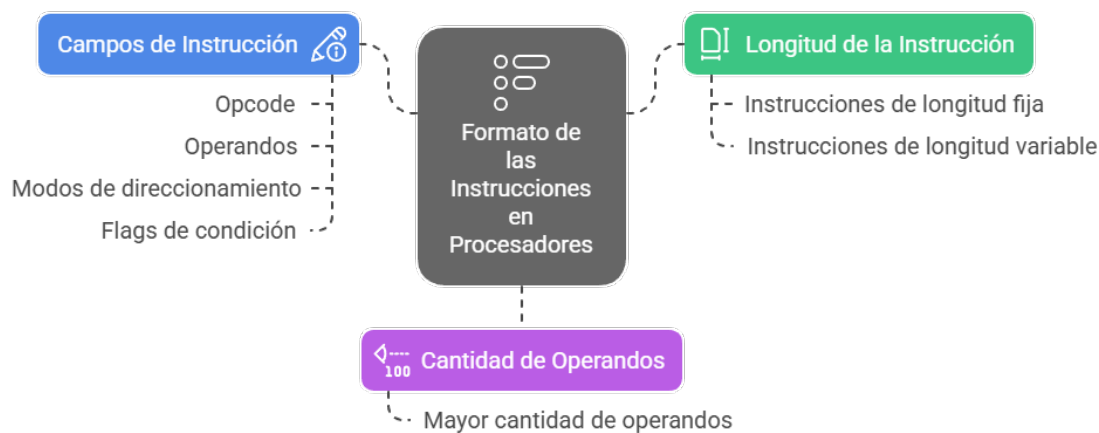 Campos de Instrucción
Opcode
Operandos
Modos de direccionamiento
Flags de condición
Formato de
las
Instrucciones
en
Procesadores
Longitud de la Instrucción
Instrucciones de longitud fija
Instrucciones de longitud variable
100
Cantidad de Operandos
Mayor cantidad de operandos